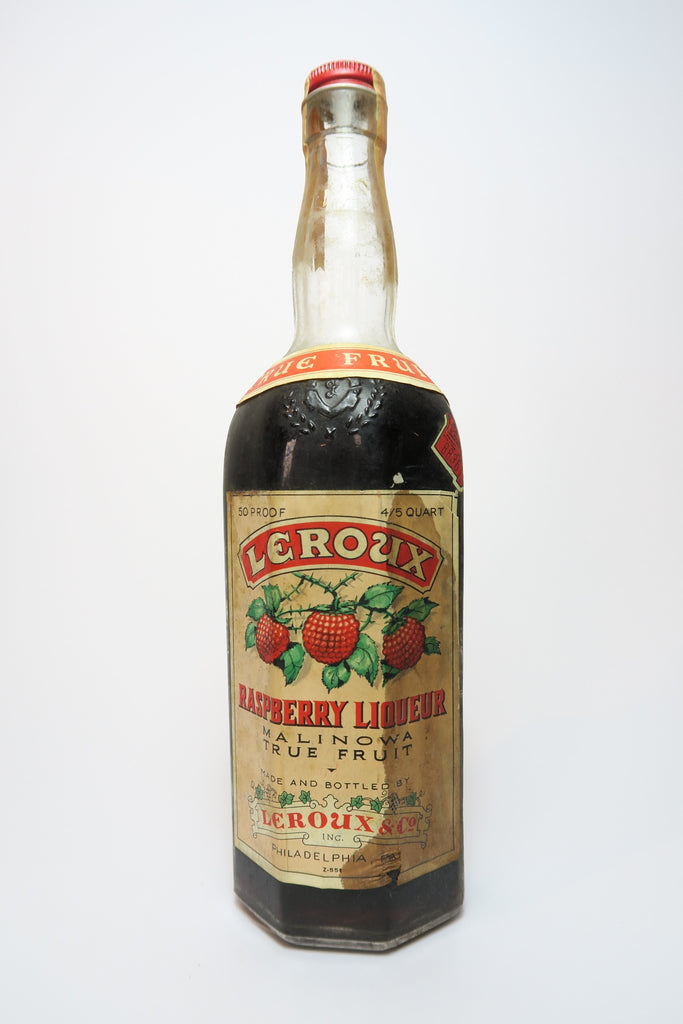 TRUE FRUIT
50 PROOF 4/5 QUART
LEROUX
RASPBERRY LIQUEUR
MALINOWA
TRUE FRUIT
MADE AND BOTTLED BY
LEROUX & Co.
INC.
PHILADELPHIA, PA.